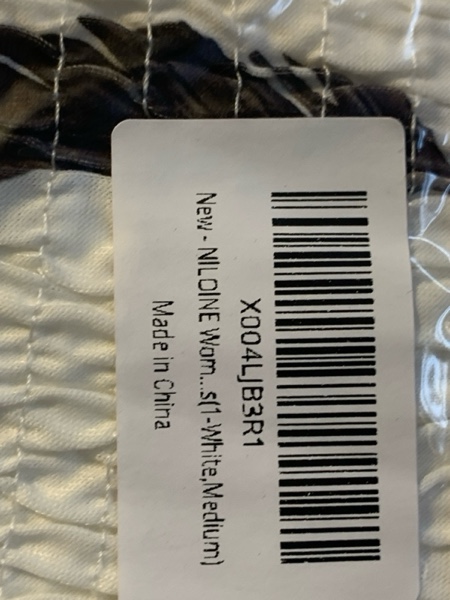 X004LJB3R1
New - NILOINE Wom...s(1-White,Medium)
Made in China